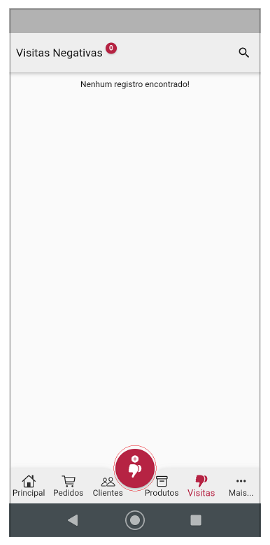 Visitas Negativas 0
Nenhum registro encontrado!
Principal Pedidos Clientes Produtos Visitas Mais...